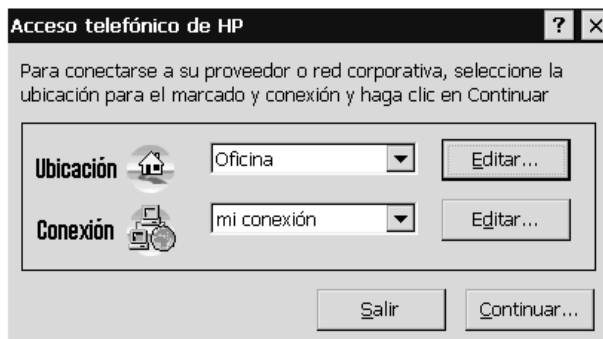 Acceso telefónico de HP ? ×
Para conectarse a su proveedor o red corporativa, seleccione la
ubicación para el marcado y conexión y haga clic en Continuar
Ubicación Oficina Editar...
Conexión mi conexión Editar...
Salir Continuar...